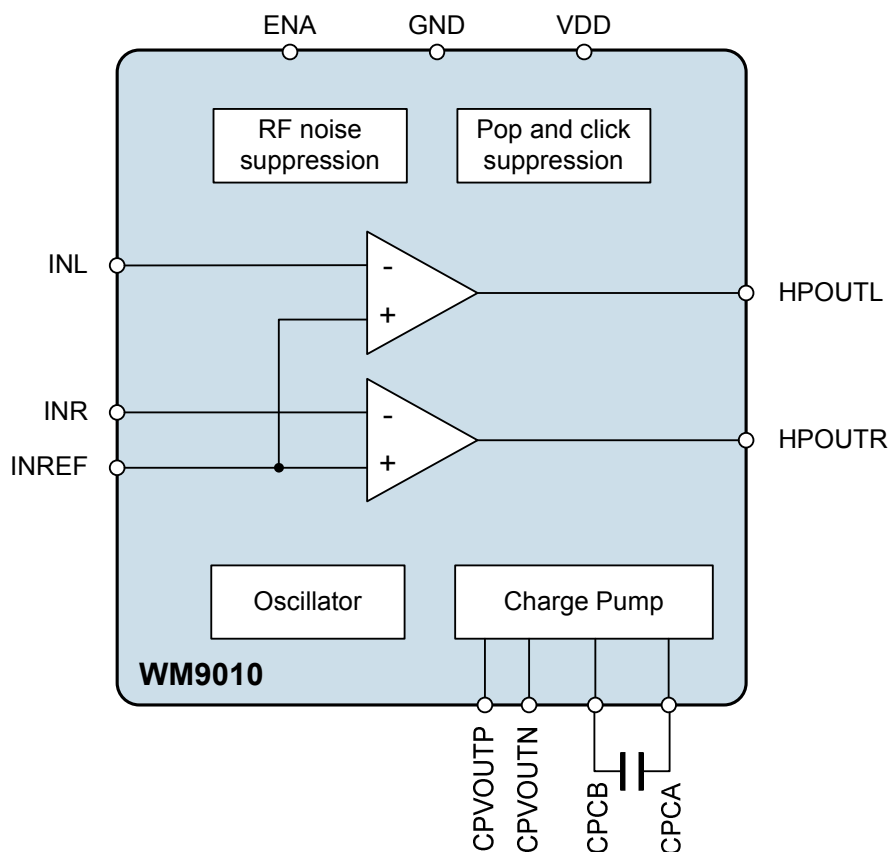 ENA
GND
VDD
RF noise
suppression
Pop and click
suppression
INL
-
+
HPOUTL
INR
-
INREF
+
HPOUTR
Oscillator
Charge Pump
WM9010
CPVOUTP
CPVOUTN
CPCB
CPCA